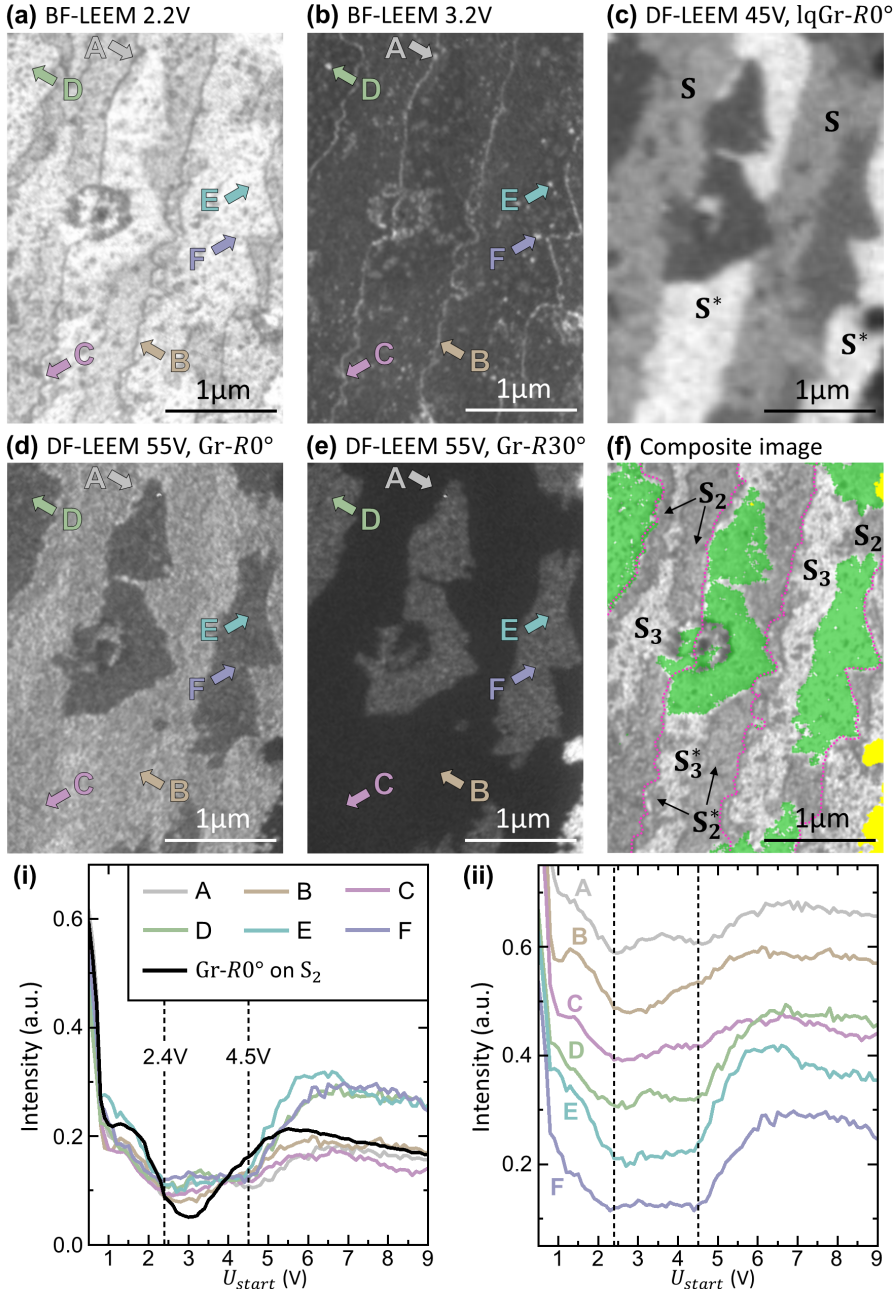 (a) BF-LEEM 2.2V
A
D
E
F
C
B
1μm
(b) BF-LEEM 3.2V
A
D
E
F
C
B
1μm
(c) DF-LEEM 45V, lqGr-R0°
S
S
S*
S*
1μm
(d) DF-LEEM 55V, Gr-R0°
A
D
E
F
C
B
1μm
(e) DF-LEEM 55V, Gr-R30°
A
D
E
F
C
B
1μm
(f) Composite image
S₂
S₂
S₃
S₃
S₃*
S₂*
1μm
(i)
A B C
D E F
Gr-R0° on S₂
2.4V 4.5V
Intensity (a.u.)
0.6
0.4
0.2
0.0
1 2 3 4 5 6 7 8 9
U_start (V)
(ii)
A
B
C
D
E
F
Intensity (a.u.)
0.6
0.4
0.2
1 2 3 4 5 6 7 8 9
U_start (V)